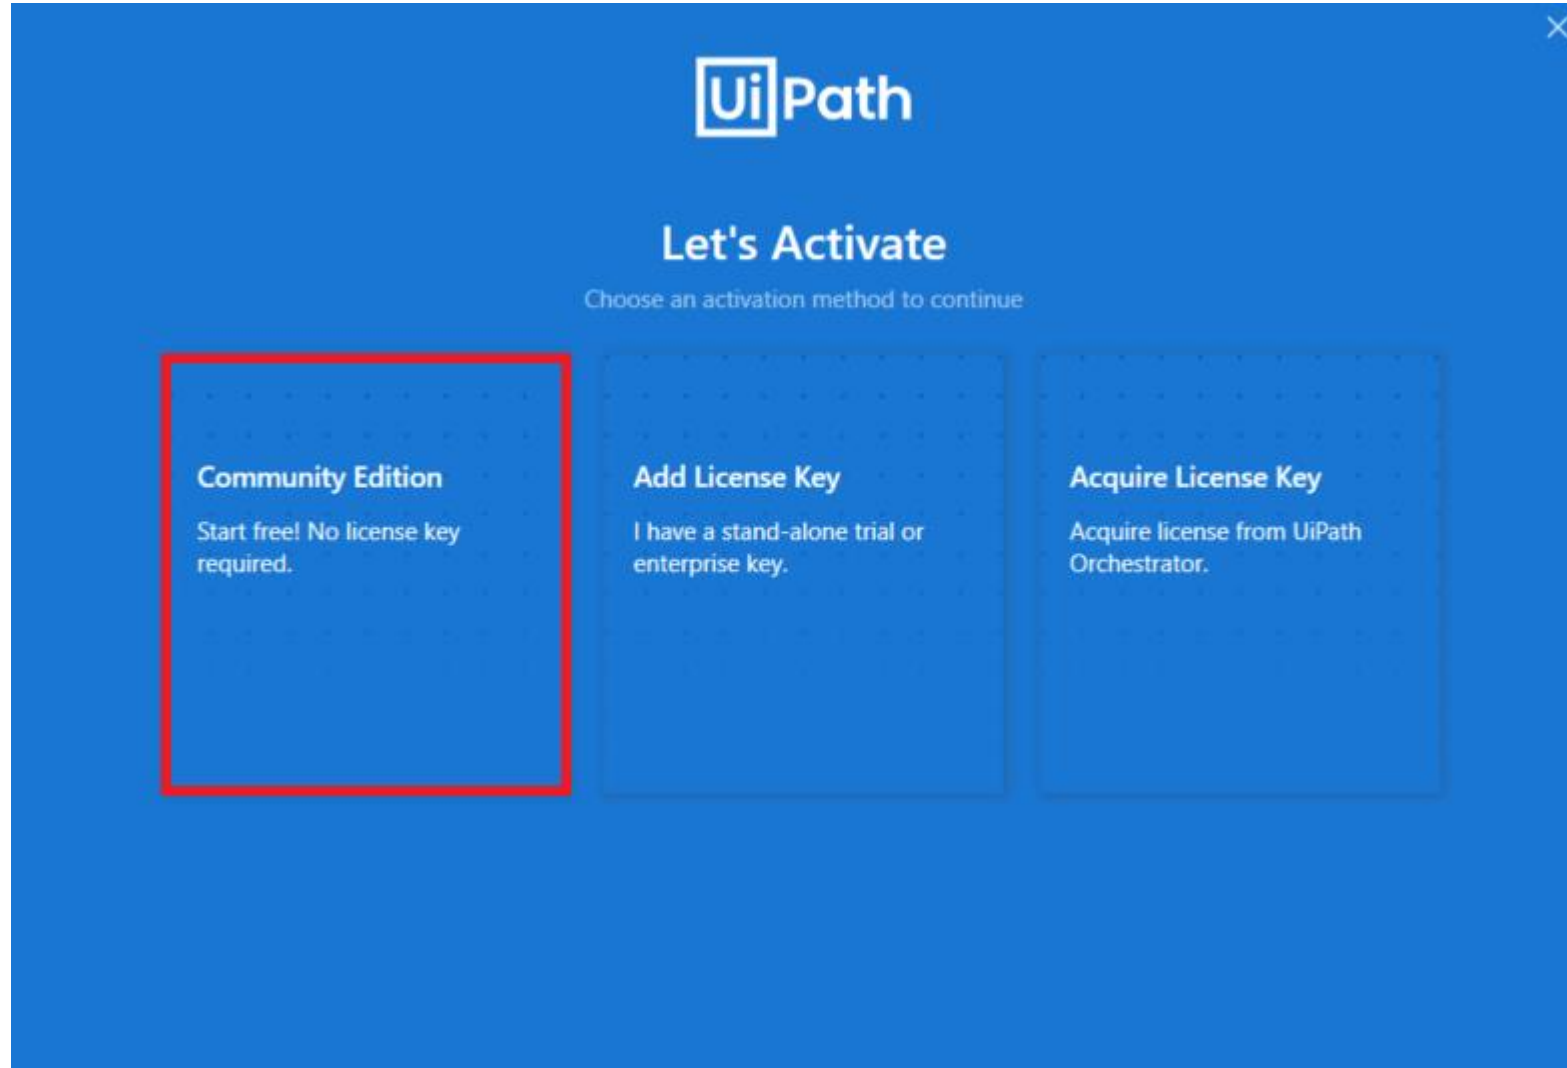 UiPath
Let's Activate
Choose an activation method to continue
Community Edition
Start free! No license key
required.
Add License Key
I have a stand-alone trial or
enterprise key.
Acquire License Key
Acquire license from UiPath
Orchestrator.